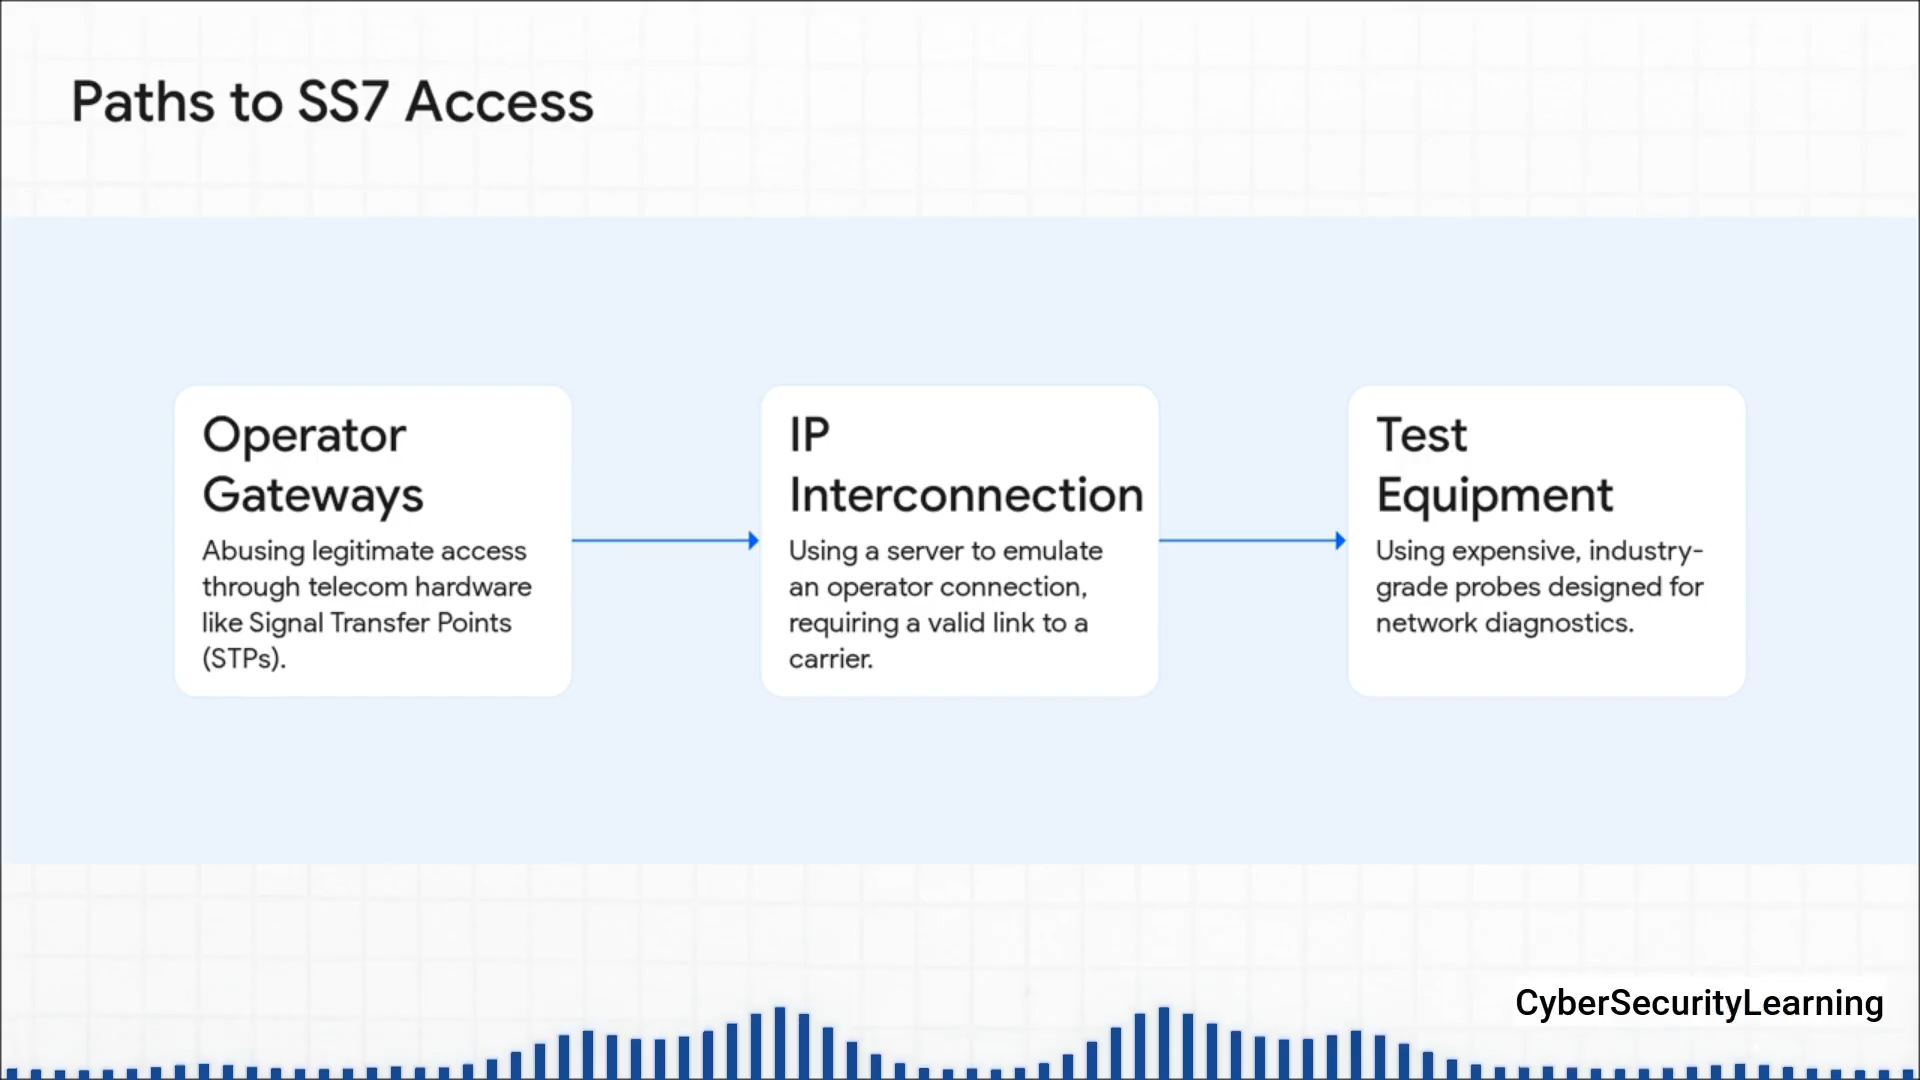 Paths to SS7 Access
Operator
Gateways
Abusing legitimate access
through telecom hardware
like Signal Transfer Points
(STPs).
IP
Interconnection
Using a server to emulate
an operator connection,
requiring a valid link to a
carrier.
Test
Equipment
Using expensive, industry-
grade probes designed for
network diagnostics.
CyberSecurityLearning